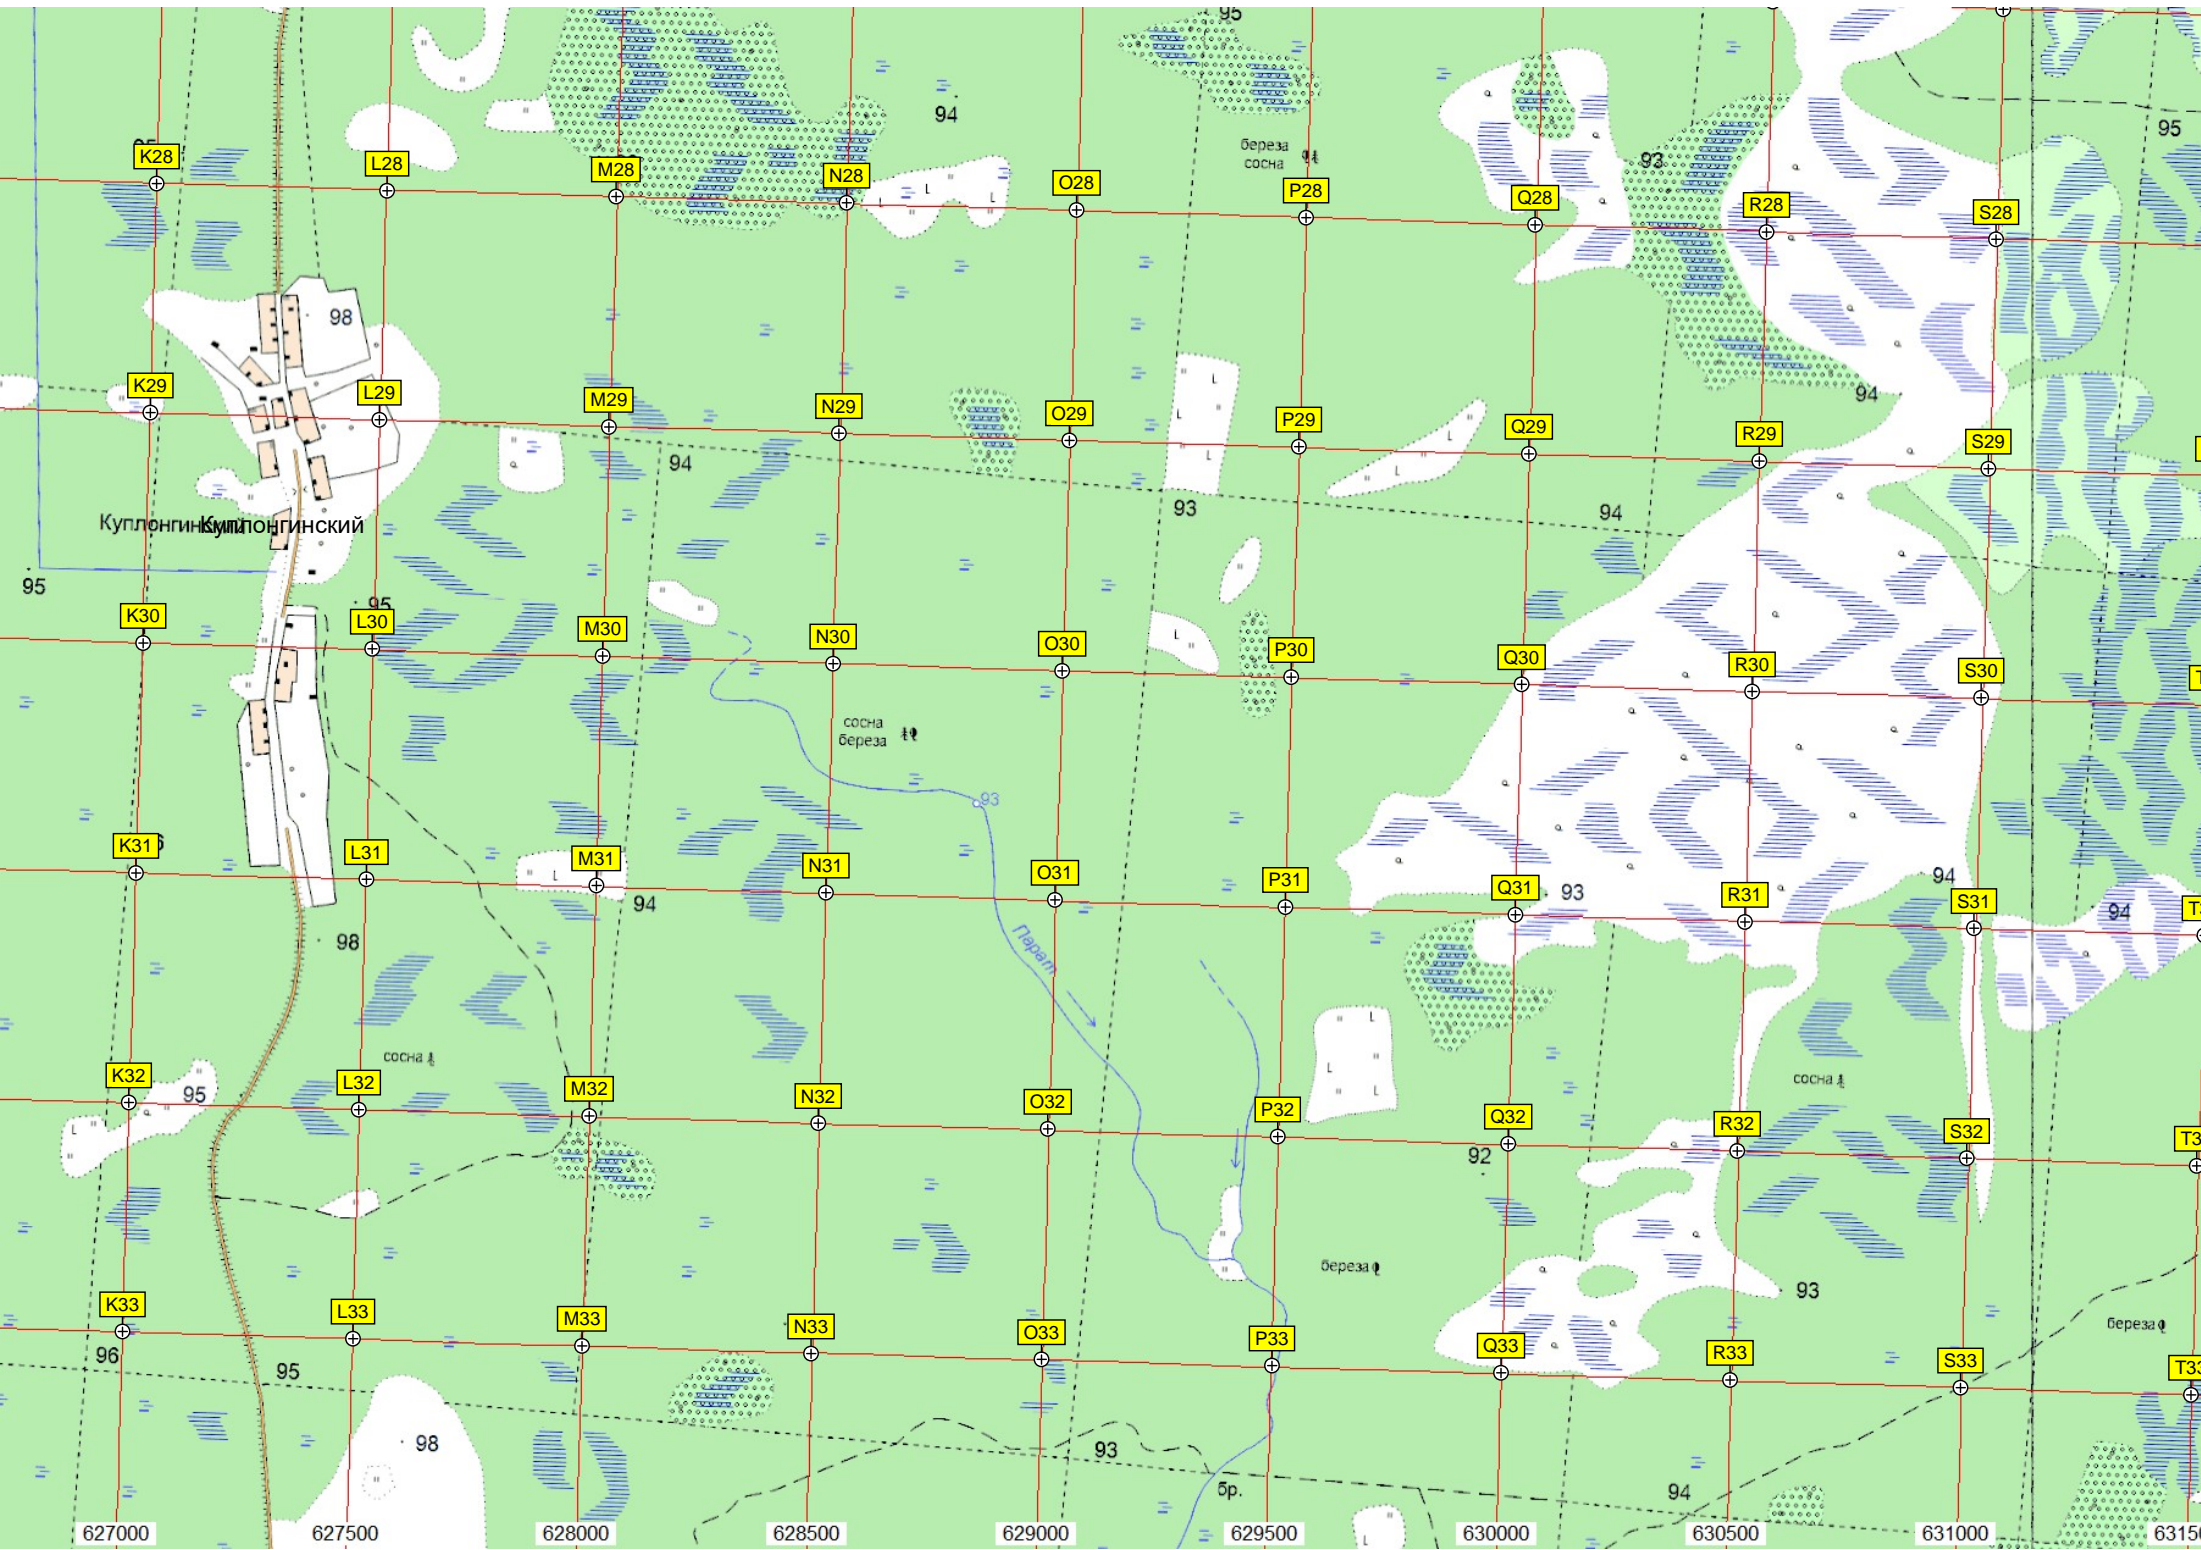 95
94
береза
сосна
93
95
K28
L28
M28
N28
O28
P28
Q28
R28
S28
98
94
K29
L29
M29
N29
O29
P29
Q29
R29
S29
94
93
94
Куплонгинский
95
95
K30
L30
M30
N30
O30
P30
Q30
R30
S30
сосна
береза
93
K31
L31
M31
N31
O31
P31
Q31
R31
S31
94
93
94
94
98
Парат
сосна
сосна
K32
L32
M32
N32
O32
P32
Q32
R32
S32
95
92
береза
93
береза
K33
L33
M33
N33
O33
P33
Q33
R33
S33
T33
96
95
98
93
бр.
94
627000
627500
628000
628500
629000
629500
630000
630500
631000